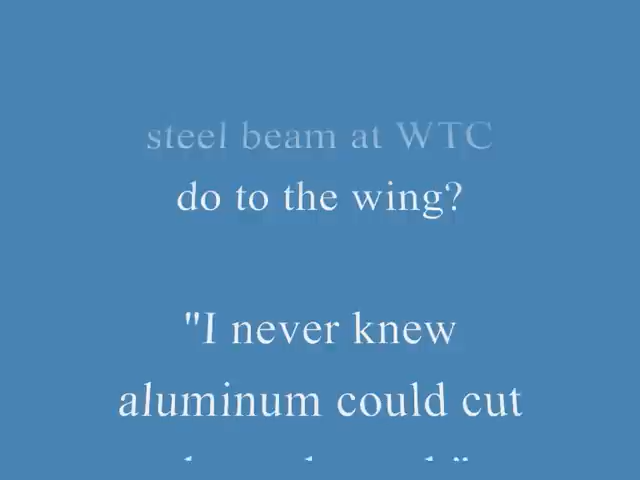 steel beam at WTC
do to the wing?
"I never knew
aluminum could cut